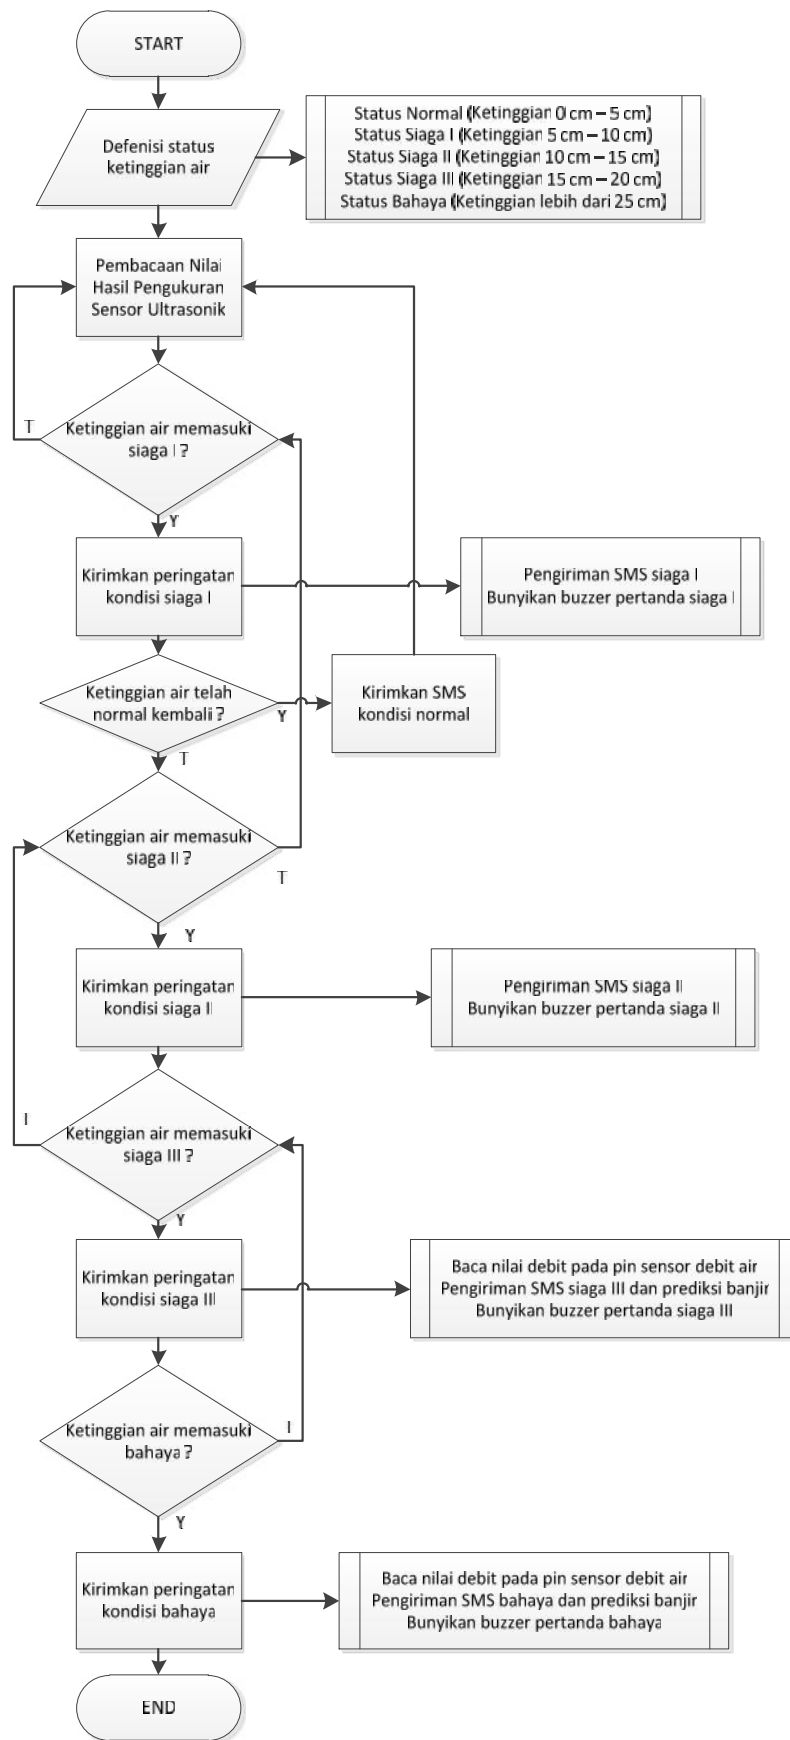 START
Defenisi status
ketinggian air
Status Normal (Ketinggian 0 cm – 5 cm)
Status Siaga I (Ketinggian 5 cm – 10 cm)
Status Siaga II (Ketinggian 10 cm – 15 cm)
Status Siaga III (Ketinggian 15 cm – 20 cm)
Status Bahaya (Ketinggian lebih dari 25 cm)
Pembacaan Nilai
Hasil Pengukuran
Sensor Ultrasonik
T
Ketinggian air memasuki
siaga I ?
Y
Kirimkan peringatan
kondisi siaga I
Pengiriman SMS siaga I
Bunyikan buzzer pertanda siaga I
Ketinggian air telah
normal kembali ?
Y
Kirimkan SMS
kondisi normal
T
Ketinggian air memasuki
siaga II ?
T
Y
Kirimkan peringatan
kondisi siaga II
Pengiriman SMS siaga II
Bunyikan buzzer pertanda siaga II
T
Ketinggian air memasuki
siaga III ?
Y
Kirimkan peringatan
kondisi siaga III
Baca nilai debit pada pin sensor debit air
Pengiriman SMS siaga III dan prediksi banjir
Bunyikan buzzer pertanda siaga III
Ketinggian air memasuki
bahaya ?
T
Y
Kirimkan peringatan
kondisi bahaya
Baca nilai debit pada pin sensor debit air
Pengiriman SMS bahaya dan prediksi banjir
Bunyikan buzzer pertanda bahaya
END